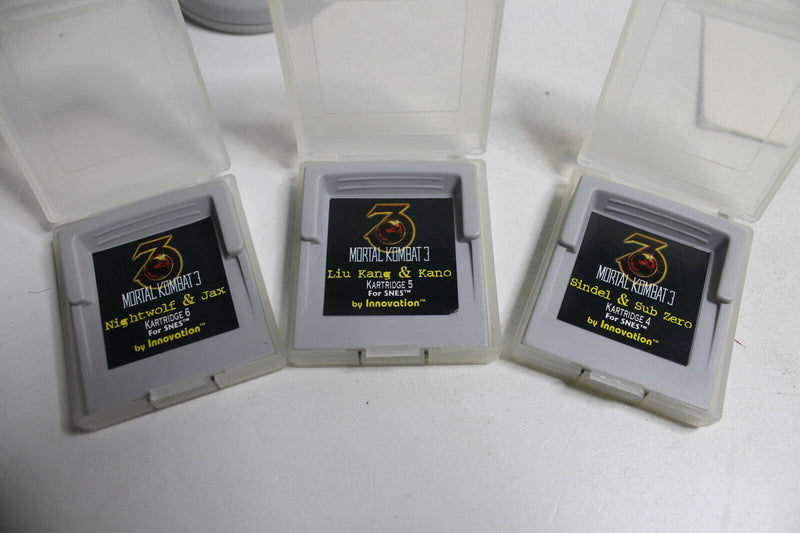 3
MORTAL KOMBAT 3
Nightwolf & Jax
KARTRIDGE 6
For SNES™
by Innovation™
3
MORTAL KOMBAT 3
Liu Kang & Kano
KARTRIDGE 5
For SNES™
by Innovation™
3
MORTAL KOMBAT 3
Sindel & Sub Zero
KARTRIDGE 4
For SNES™
by Innovation™